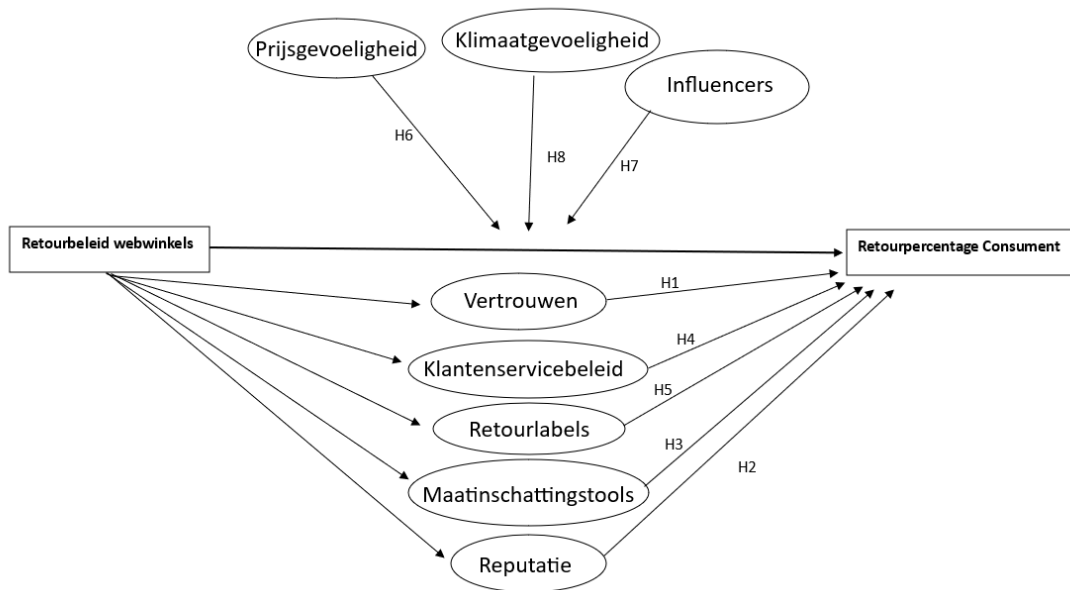 Prijsgevoeligheid
Klimaatgevoeligheid
Influencers
H6
H8
H7
Retourbeleid webwinkels
Retourpercentage Consument
Vertrouwen
H1
Klantenservicebeleid
H4
Retourlabels
H5
Maatinschattingstools
H3
H2
Reputatie